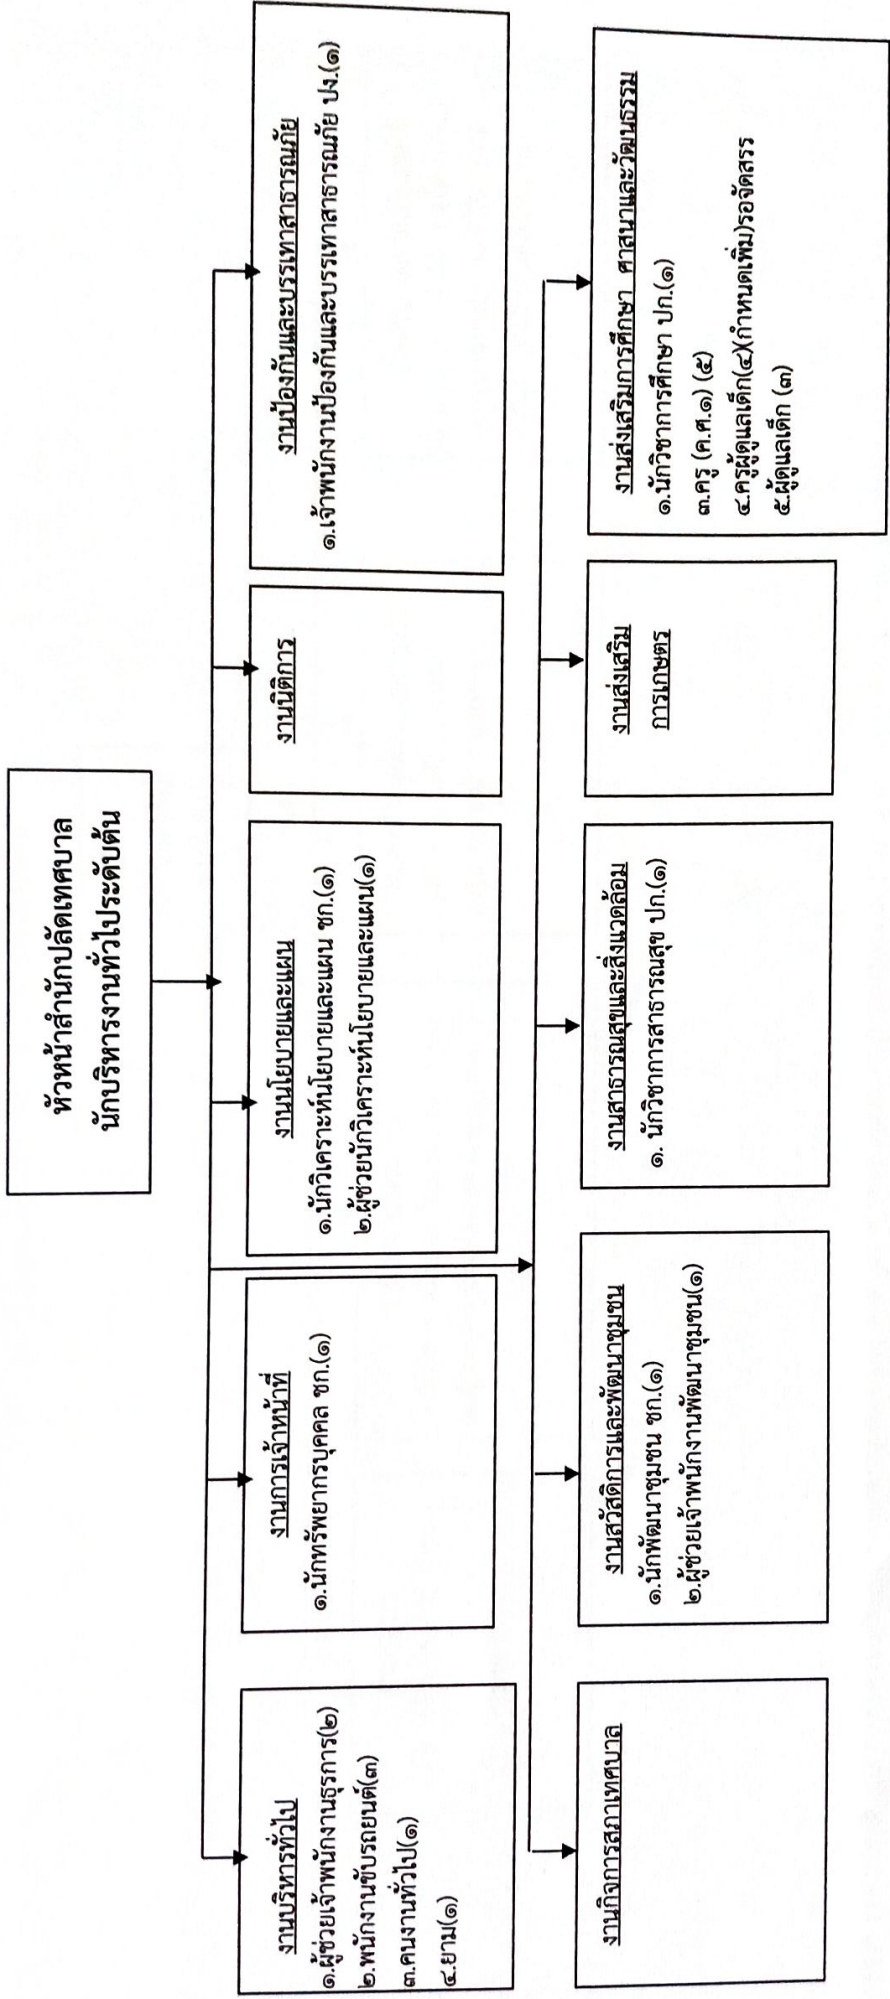 หัวหน้าสำนักปลัดเทศบาล
นักบริหารงานทั่วไประดับต้น
งานบริหารทั่วไป
๑.ผู้ช่วยเจ้าพนักงานธุรการ(๒)
๒.พนักงานขับรถยนต์(๓)
๓.คนงานทั่วไป(๑)
๔.ยาม(๑)
งานการเจ้าหน้าที่
๑.นักทรัพยากรบุคคล ชก.(๑)
งานนโยบายและแผน
๑.นักวิเคราะห์นโยบายและแผน ชก.(๑)
๒.ผู้ช่วยนักวิเคราะห์นโยบายและแผน(๑)
งานนิติการ
งานป้องกันและบรรเทาสาธารณภัย
๑.เจ้าพนักงานป้องกันและบรรเทาสาธารณภัย ปง.(๑)
งานกิจการสภาเทศบาล
งานสวัสดิการและพัฒนาชุมชน
๑.นักพัฒนาชุมชน ชก.(๑)
๒.ผู้ช่วยเจ้าพนักงานพัฒนาชุมชน(๑)
งานสาธารณสุขและสิ่งแวดล้อม
๑. นักวิชาการสาธารณสุข ปก.(๑)
งานส่งเสริม
การเกษตร
งานส่งเสริมการศึกษา ศาสนาและวัฒนธรรม
๑.นักวิชาการศึกษา ปก.(๑)
๓.ครู (ค.ศ.๑) (๕)
๔.ครูผู้ดูแลเด็ก(๔)(กำหนดเพิ่ม)รอจัดสรร
๕.ผู้ดูแลเด็ก (๓)